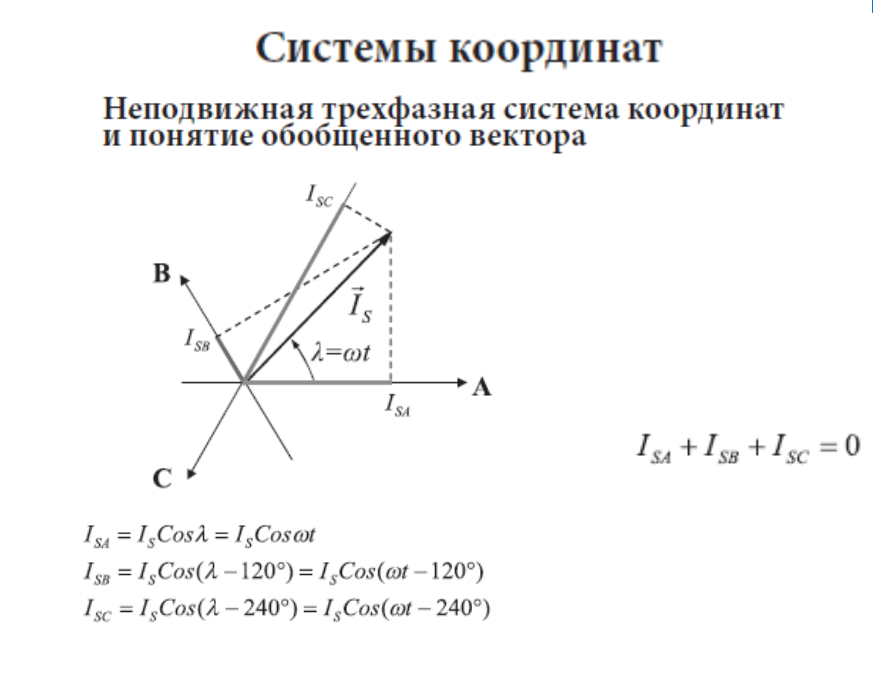 Системы координат
Неподвижная трехфазная система координат
и понятие обобщенного вектора
I_SC
B
I⃗_S
I_SB
λ=ωt
A
I_SA
I_SA + I_SB + I_SC = 0
C
I_SA = I_S Cosλ = I_S Cosωt
I_SB = I_S Cos(λ − 120°) = I_S Cos(ωt − 120°)
I_SC = I_S Cos(λ − 240°) = I_S Cos(ωt − 240°)